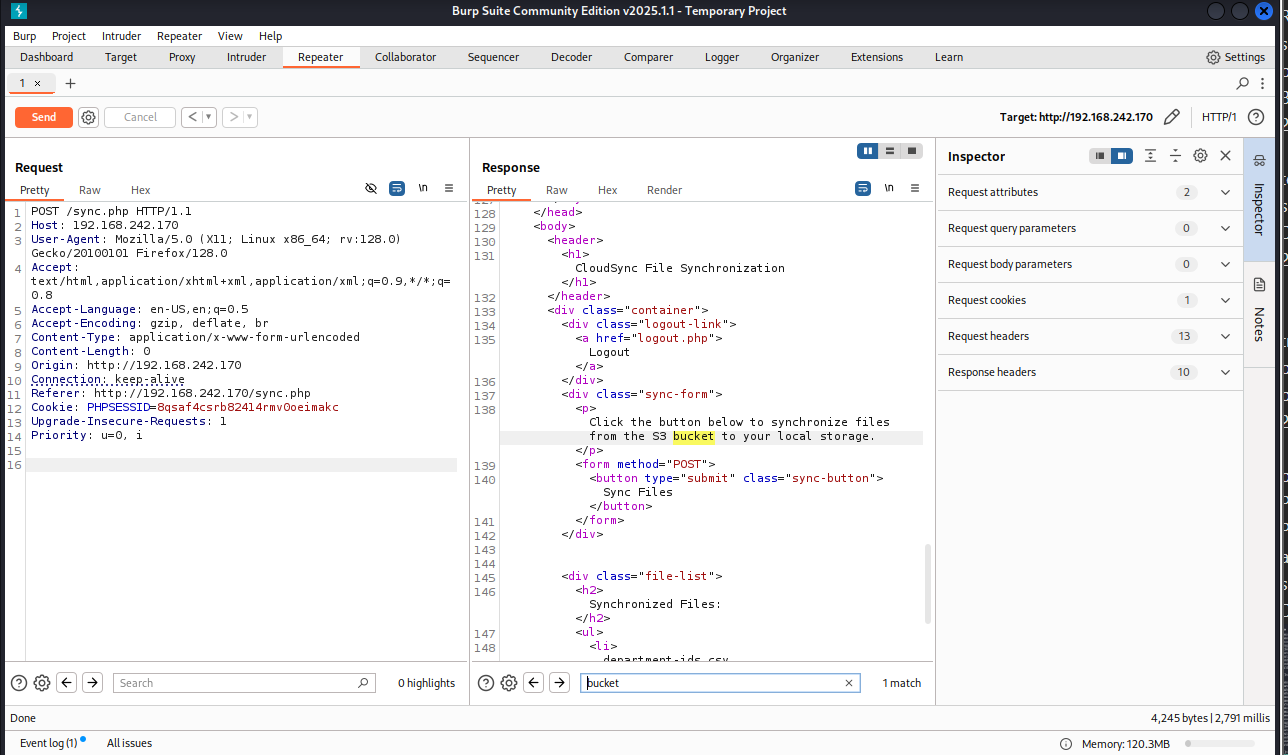 Burp Suite Community Edition v2025.1.1 - Temporary Project
Burp Project Intruder Repeater View Help
Dashboard Target Proxy Intruder Repeater Collaborator Sequencer Decoder Comparer Logger Organizer Extensions Learn Settings
1 × +
Send Cancel < > Target: http://192.168.242.170 HTTP/1 ?
Request
Pretty Raw Hex \n
1 POST /sync.php HTTP/1.1
2 Host: 192.168.242.170
3 User-Agent: Mozilla/5.0 (X11; Linux x86_64; rv:128.0)
Gecko/20100101 Firefox/128.0
4 Accept:
text/html,application/xhtml+xml,application/xml;q=0.9,*/*;q=
0.8
5 Accept-Language: en-US,en;q=0.5
6 Accept-Encoding: gzip, deflate, br
7 Content-Type: application/x-www-form-urlencoded
8 Content-Length: 0
9 Origin: http://192.168.242.170
10 Connection: keep-alive
11 Referer: http://192.168.242.170/sync.php
12 Cookie: PHPSESSID=8qsaf4csrb82414rmv0oeimakc
13 Upgrade-Insecure-Requests: 1
14 Priority: u=0, i
15
16
Search 0 highlights
Response
Pretty Raw Hex Render \n
127
128 </head>
129 <body>
130 <header>
131 <h1>
CloudSync File Synchronization
</h1>
132 </header>
133 <div class="container">
134 <div class="logout-link">
135 <a href="logout.php">
Logout
</a>
136 </div>
137 <div class="sync-form">
138 <p>
Click the button below to synchronize files
from the S3 bucket to your local storage.
</p>
139 <form method="POST">
140 <button type="submit" class="sync-button">
Sync Files
</button>
141 </form>
142 </div>
143
144
145 <div class="file-list">
146 <h2>
Synchronized Files:
</h2>
147 <ul>
148 <li>
department-ids.csv
bucket × 1 match
Inspector
Request attributes 2
Request query parameters 0
Request body parameters 0
Request cookies 1
Request headers 13
Response headers 10
Inspector
Notes
Done 4,245 bytes | 2,791 millis
Event log (1) All issues Memory: 120.3MB